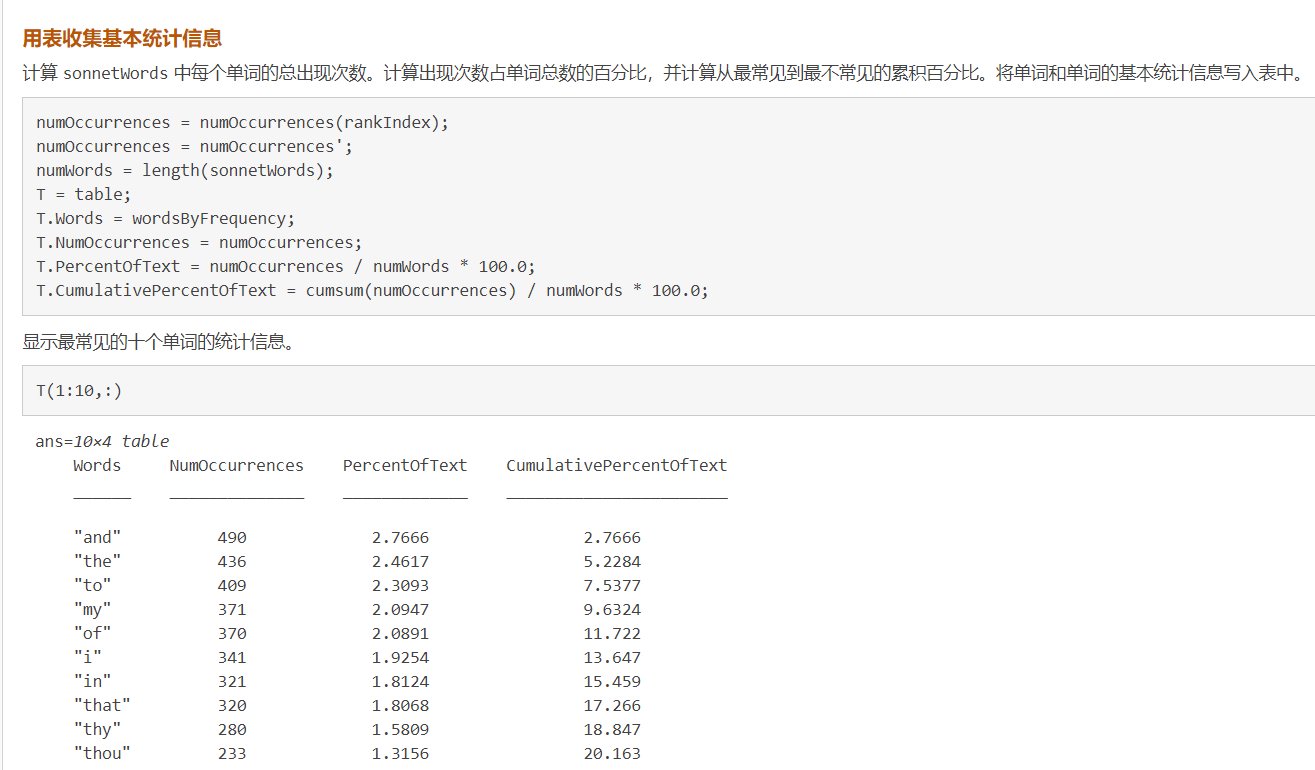 用表收集基本统计信息
计算 sonnetWords 中每个单词的总出现次数。计算出现次数占单词总数的百分比，并计算从最常见到最不常见的累积百分比。将单词和单词的基本统计信息写入表中。
numOccurrences = numOccurrences(rankIndex);
numOccurrences = numOccurrences';
numWords = length(sonnetWords);
T = table;
T.Words = wordsByFrequency;
T.NumOccurrences = numOccurrences;
T.PercentOfText = numOccurrences / numWords * 100.0;
T.CumulativePercentOfText = cumsum(numOccurrences) / numWords * 100.0;
显示最常见的十个单词的统计信息。
T(1:10,:)
ans=10×4 table
Words NumOccurrences PercentOfText CumulativePercentOfText
"and" 490 2.7666 2.7666
"the" 436 2.4617 5.2284
"to" 409 2.3093 7.5377
"my" 371 2.0947 9.6324
"of" 370 2.0891 11.722
"i" 341 1.9254 13.647
"in" 321 1.8124 15.459
"that" 320 1.8068 17.266
"thy" 280 1.5809 18.847
"thou" 233 1.3156 20.163